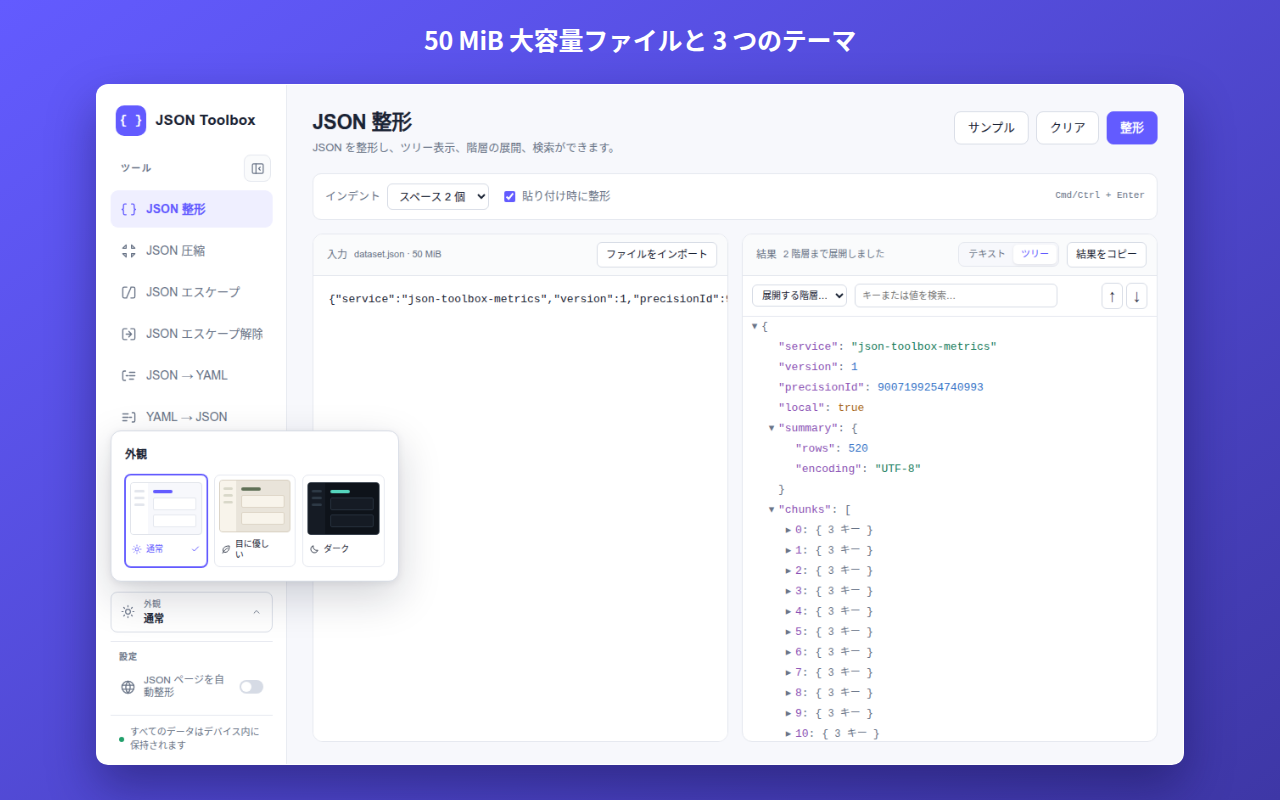 50 MiB 大容量ファイルと 3 つのテーマ
{ } JSON Toolbox
ツール
{ } JSON 整形
JSON 圧縮
JSON エスケープ
JSON エスケープ解除
JSON → YAML
YAML → JSON
外観
通常
目に優し
い
ダーク
外観
通常
設定
JSON ページを自
動整形
すべてのデータはデバイス内に
保持されます
JSON 整形
JSON を整形し、ツリー表示、階層の展開、検索ができます。
サンプル
クリア
整形
インデント スペース 2 個 貼り付け時に整形
Cmd/Ctrl + Enter
入力 dataset.json · 50 MiB ファイルをインポート
{"service":"json-toolbox-metrics","version":1,"precisionId":
結果 2 階層まで展開しました テキスト ツリー 結果をコピー
展開する階層... キーまたは値を検索... ↑ ↓
▼ {
"service": "json-toolbox-metrics"
"version": 1
"precisionId": 9007199254740993
"local": true
▼ "summary": {
"rows": 520
"encoding": "UTF-8"
}
▼ "chunks": [
▶ 0: { 3 キー }
▶ 1: { 3 キー }
▶ 2: { 3 キー }
▶ 3: { 3 キー }
▶ 4: { 3 キー }
▶ 5: { 3 キー }
▶ 6: { 3 キー }
▶ 7: { 3 キー }
▶ 8: { 3 キー }
▶ 9: { 3 キー }
▶ 10: { 3 キー }